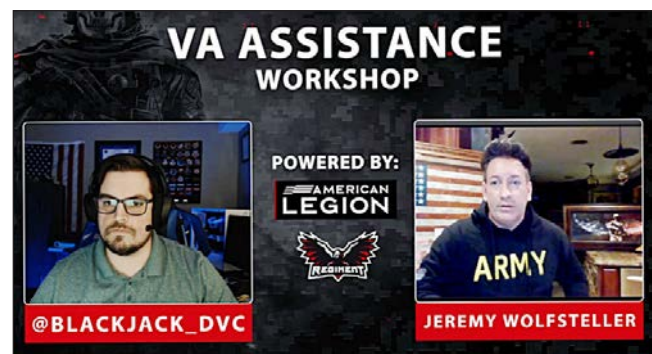 VA ASSISTANCE
WORKSHOP
POWERED BY:
AMERICAN
LEGION
REGIMENT
ARMY
@BLACKJACK_DVC
JEREMY WOLFSTELLER